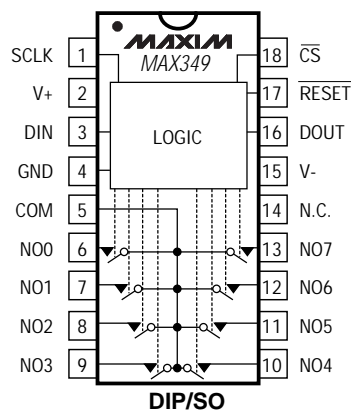 MAXIM
MAX349
SCLK 1 18 CS
V+ 2 17 RESET
DIN 3 LOGIC 16 DOUT
GND 4 15 V-
COM 5 14 N.C.
NO0 6 13 NO7
NO1 7 12 NO6
NO2 8 11 NO5
NO3 9 10 NO4
DIP/SO